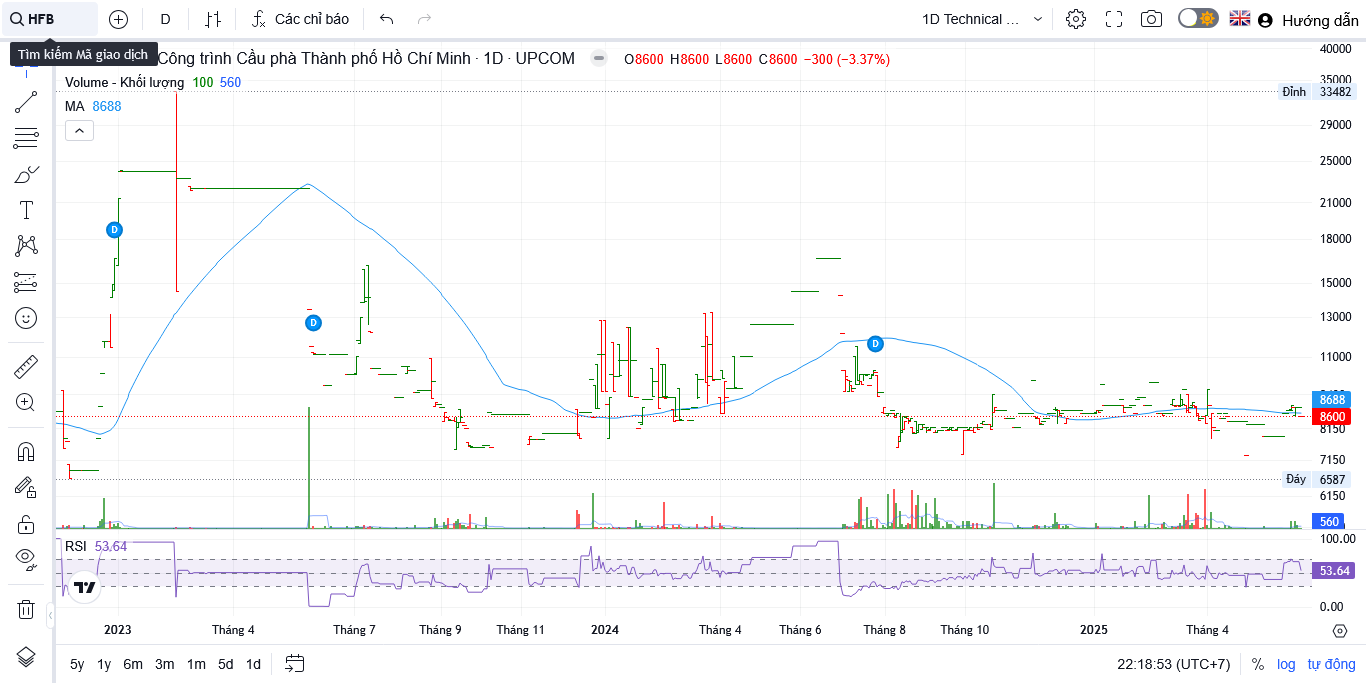 HFB
D
Các chỉ báo
1D Technical ...
Hướng dẫn
Tìm kiếm Mã giao dịch
Công trình Cầu phà Thành phố Hồ Chí Minh · 1D · UPCOM
O8600 H8600 L8600 C8600 −300 (−3.37%)
Volume - Khối lượng 100 560
MA 8688
40000
35000
Đỉnh 33482
29000
25000
21000
18000
15000
13000
11000
8688
8600
8150
7150
Đáy 6587
6150
560
D
D
D
RSI 53.64
100.00
53.64
0.00
2023
Tháng 4
Tháng 7
Tháng 9
Tháng 11
2024
Tháng 4
Tháng 6
Tháng 8
Tháng 10
2025
Tháng 4
5y 1y 6m 3m 1m 5d 1d
22:18:53 (UTC+7)
% log tự động